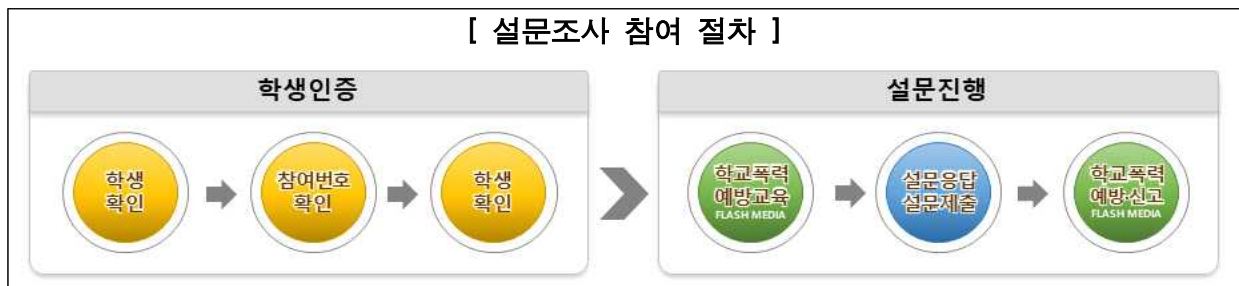 [ 설문조사 참여 절차 ]
학생인증
학생
확인
참여번호
확인
학생
확인
설문진행
학교폭력
예방교육
FLASH MEDIA
설문응답
설문제출
학교폭력
예방·신고
FLASH MEDIA